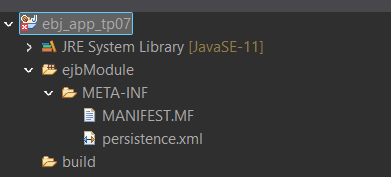 ebj_app_tp07
JRE System Library [JavaSE-11]
ejbModule
META-INF
MANIFEST.MF
persistence.xml
build